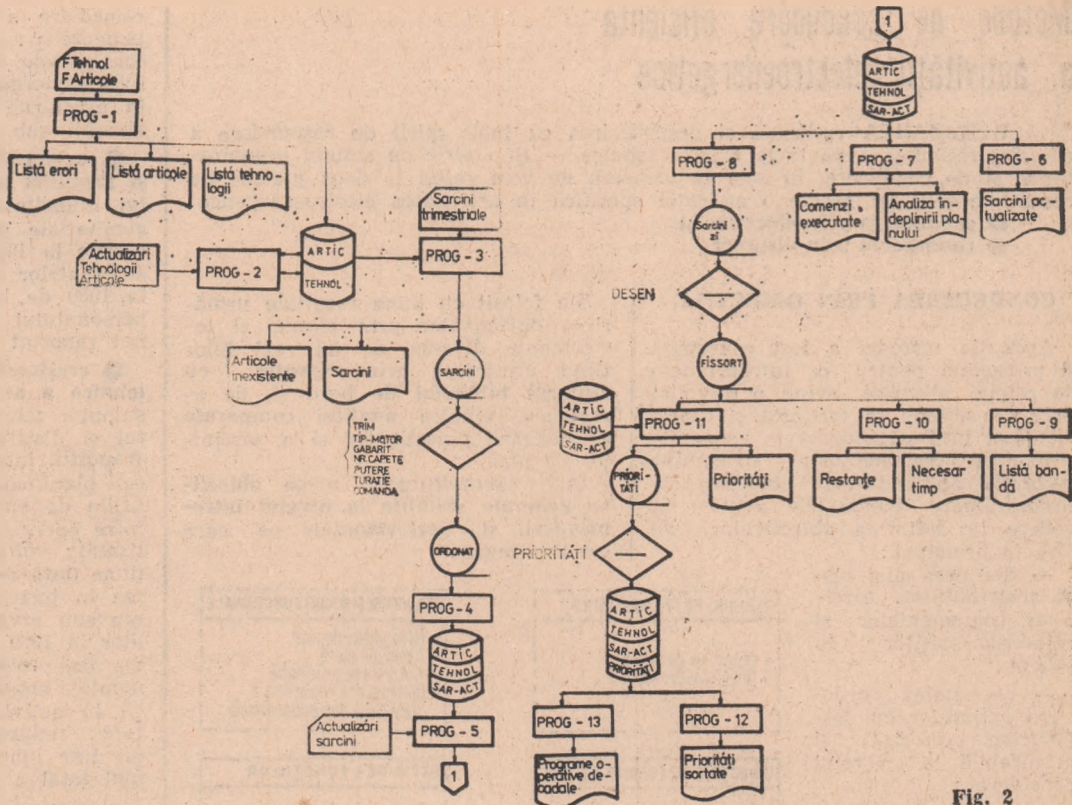 F Tehnol
F Articole
PROG - 1
Listă erori
Listă articole
Listă tehno-
logii
Actualizări
Tehnologii
Articole
PROG - 2
ARTIC
TEHNOL
Sarcini
trimestriale
PROG - 3
Articole
inexistente
Sarcini
SARCINI
TRIM
TIP-MOTOR
GABARIT
NR.CAPETE
PUTERE
TURATIE
COMANDA
ORDONAT
PROG - 4
ARTIC
TEHNOL
SAR-ACT
Actualizări
sarcini
PROG - 5
1
1
ARTIC
TEHNOL
SAR-ACT
PROG - 8
PROG - 7
PROG - 6
Comenzi
executate
Analiza în-
deplinirii pla-
nului
Sarcini ac-
tualizate
Sarcini
zi
DESEN
FISSORT
ARTIC
TEHNOL
SAR-ACT
PROG - 11
PROG - 10
PROG - 9
PRIORI-
TĂȚI
Priorități
Restanțe
Necesar
timp
Listă ban-
dă
PRIORITĂȚI
ARTIC
TEHNOL
SAR-ACT
PRIORITĂȚI
PROG - 13
PROG - 12
Programe o-
perative de-
cadale
Priorități
sortate
Fig. 2